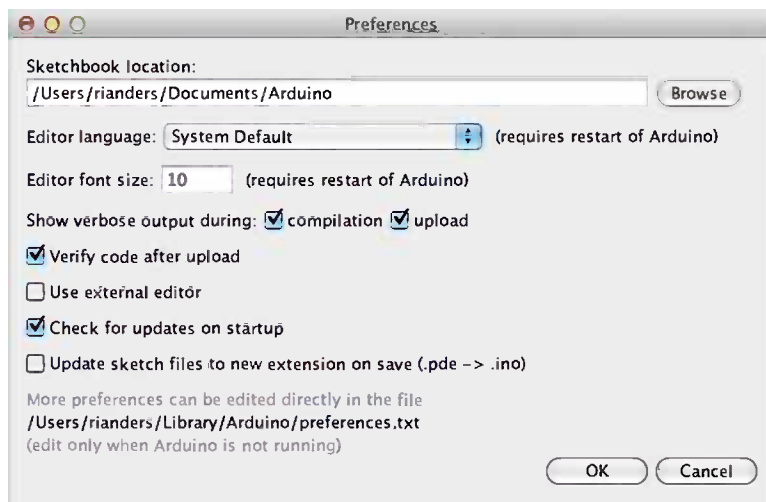 Preferences
Sketchbook location:
/Users/rianders/Documents/Arduino
Browse
Editor language: System Default (requires restart of Arduino)
Editor font size: 10 (requires restart of Arduino)
Show verbose output during: compilation upload
Verify code after upload
Use external editor
Check for updates on startup
Update sketch files to new extension on save (.pde -> .ino)
More preferences can be edited directly in the file
/Users/rianders/Library/Arduino/preferences.txt
(edit only when Arduino is not running)
OK Cancel